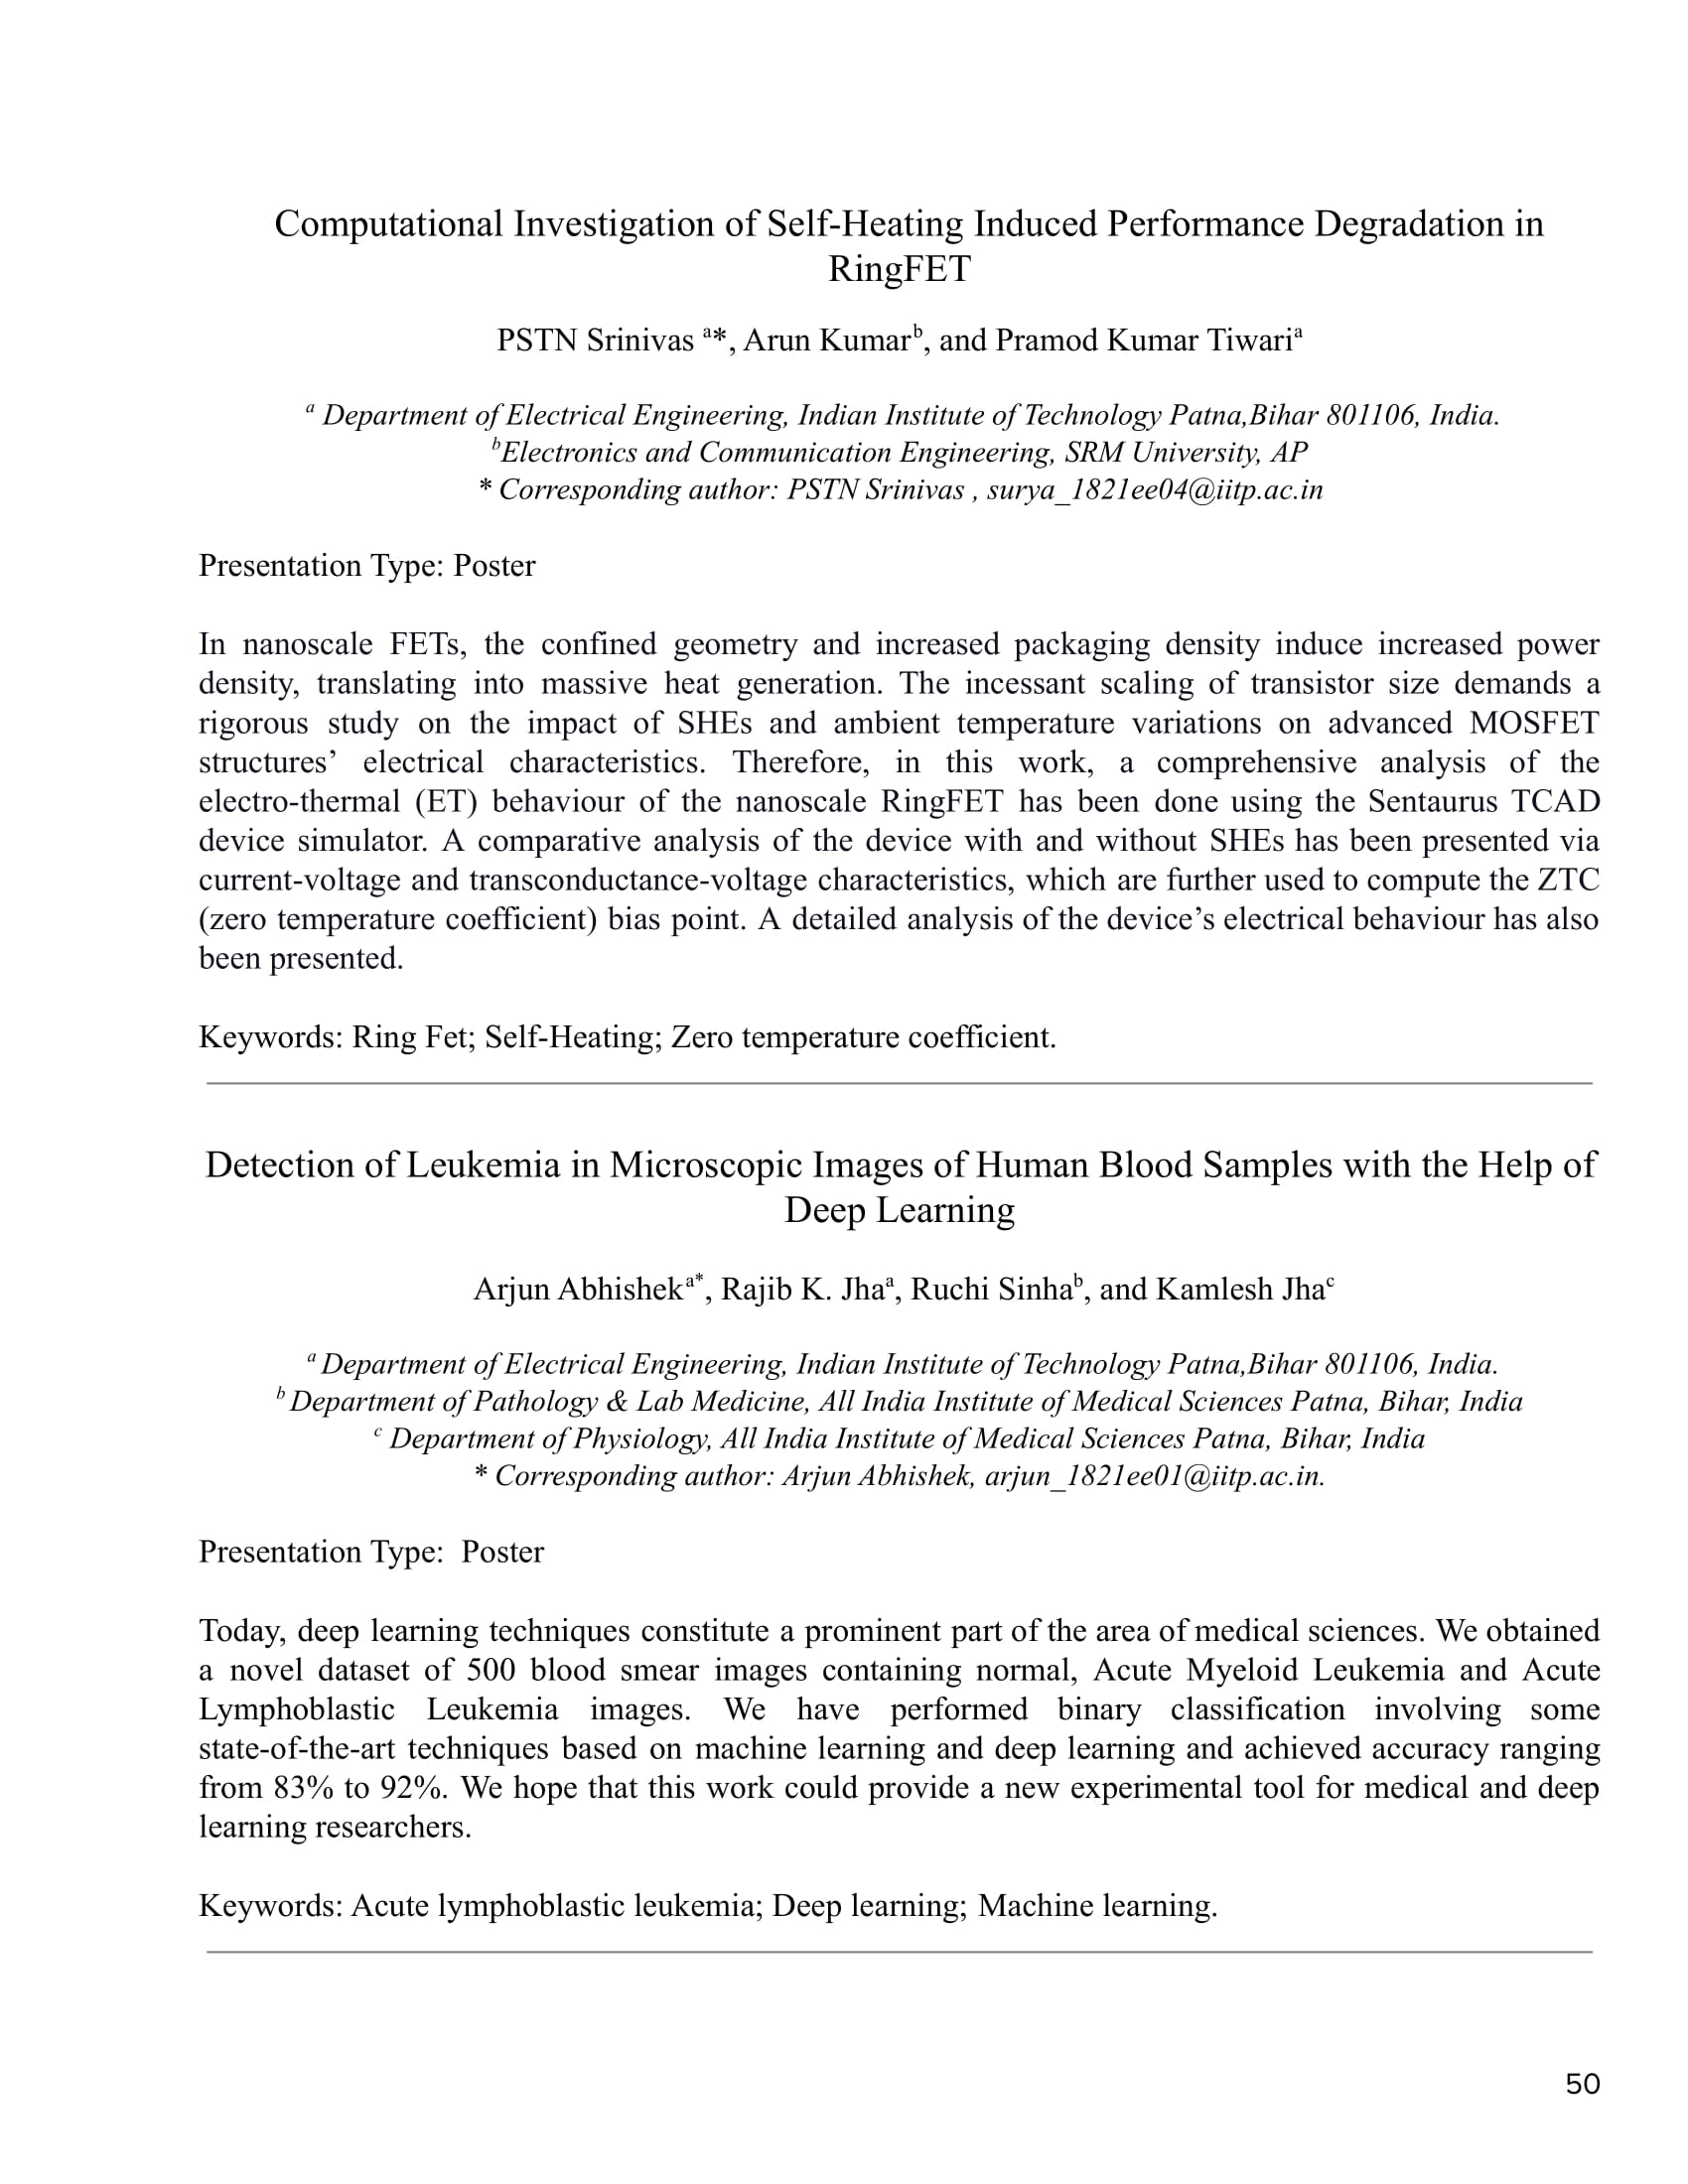 Computational Investigation of Self-Heating Induced Performance Degradation in
RingFET
PSTN Srinivas a*, Arun Kumarb, and Pramod Kumar Tiwaria
a Department of Electrical Engineering, Indian Institute of Technology Patna,Bihar 801106, India.
bElectronics and Communication Engineering, SRM University, AP
* Corresponding author: PSTN Srinivas , surya_1821ee04@iitp.ac.in
Presentation Type: Poster
In nanoscale FETs, the confined geometry and increased packaging density induce increased power
density, translating into massive heat generation. The incessant scaling of transistor size demands a
rigorous study on the impact of SHEs and ambient temperature variations on advanced MOSFET
structures’ electrical characteristics. Therefore, in this work, a comprehensive analysis of the
electro-thermal (ET) behaviour of the nanoscale RingFET has been done using the Sentaurus TCAD
device simulator. A comparative analysis of the device with and without SHEs has been presented via
current-voltage and transconductance-voltage characteristics, which are further used to compute the ZTC
(zero temperature coefficient) bias point. A detailed analysis of the device’s electrical behaviour has also
been presented.
Keywords: Ring Fet; Self-Heating; Zero temperature coefficient.
Detection of Leukemia in Microscopic Images of Human Blood Samples with the Help of
Deep Learning
Arjun Abhisheka*, Rajib K. Jhaa, Ruchi Sinhab, and Kamlesh Jhac
a Department of Electrical Engineering, Indian Institute of Technology Patna,Bihar 801106, India.
b Department of Pathology & Lab Medicine, All India Institute of Medical Sciences Patna, Bihar, India
c Department of Physiology, All India Institute of Medical Sciences Patna, Bihar, India
* Corresponding author: Arjun Abhishek, arjun_1821ee01@iitp.ac.in.
Presentation Type: Poster
Today, deep learning techniques constitute a prominent part of the area of medical sciences. We obtained
a novel dataset of 500 blood smear images containing normal, Acute Myeloid Leukemia and Acute
Lymphoblastic Leukemia images. We have performed binary classification involving some
state-of-the-art techniques based on machine learning and deep learning and achieved accuracy ranging
from 83% to 92%. We hope that this work could provide a new experimental tool for medical and deep
learning researchers.
Keywords: Acute lymphoblastic leukemia; Deep learning; Machine learning.
50